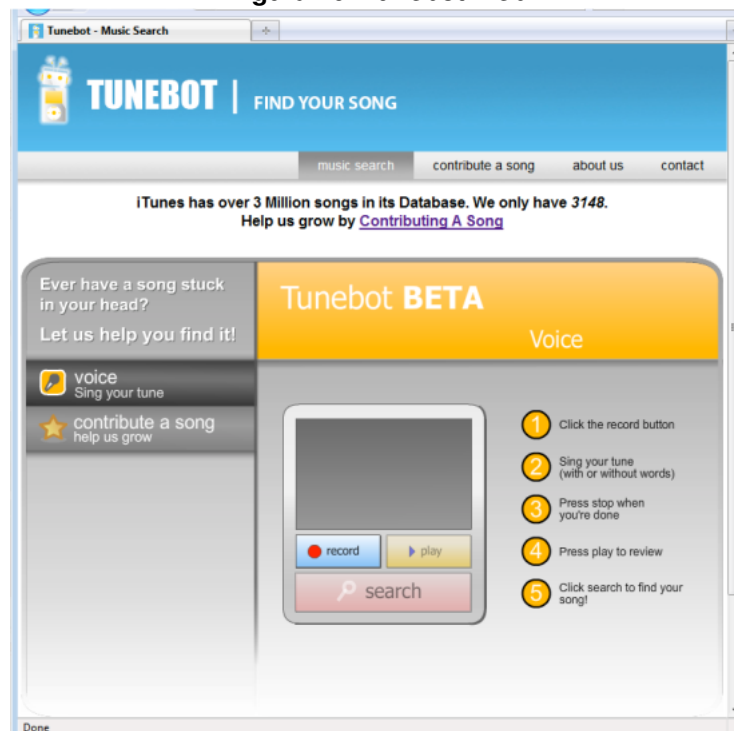 Tunebot - Music Search
TUNEBOT | FIND YOUR SONG
music search contribute a song about us contact
iTunes has over 3 Million songs in its Database. We only have 3148.
Help us grow by Contributing A Song
Ever have a song stuck
in your head?
Let us help you find it!
voice
Sing your tune
contribute a song
help us grow
Tunebot BETA
Voice
record play
search
1 Click the record button
2 Sing your tune
(with or without words)
3 Press stop when
you're done
4 Press play to review
5 Click search to find your
song!
Done